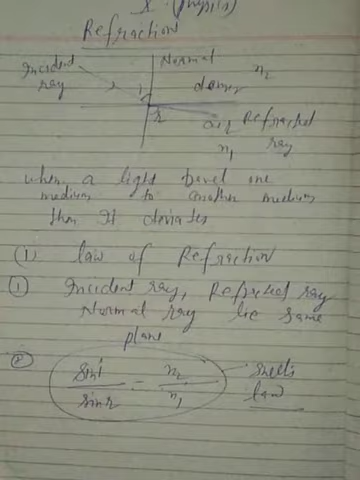 X (Physics)
Refraction
Incident ray
Normal
n2
i
denser
r
air
Refracted ray
n1
when a light travel one
medium to another medium
then it deviates
(1) law of Refraction
① Incident ray, Refracted ray
Normal ray lie same
plane
② sin i / sin r = n2 / n1
Snell's law